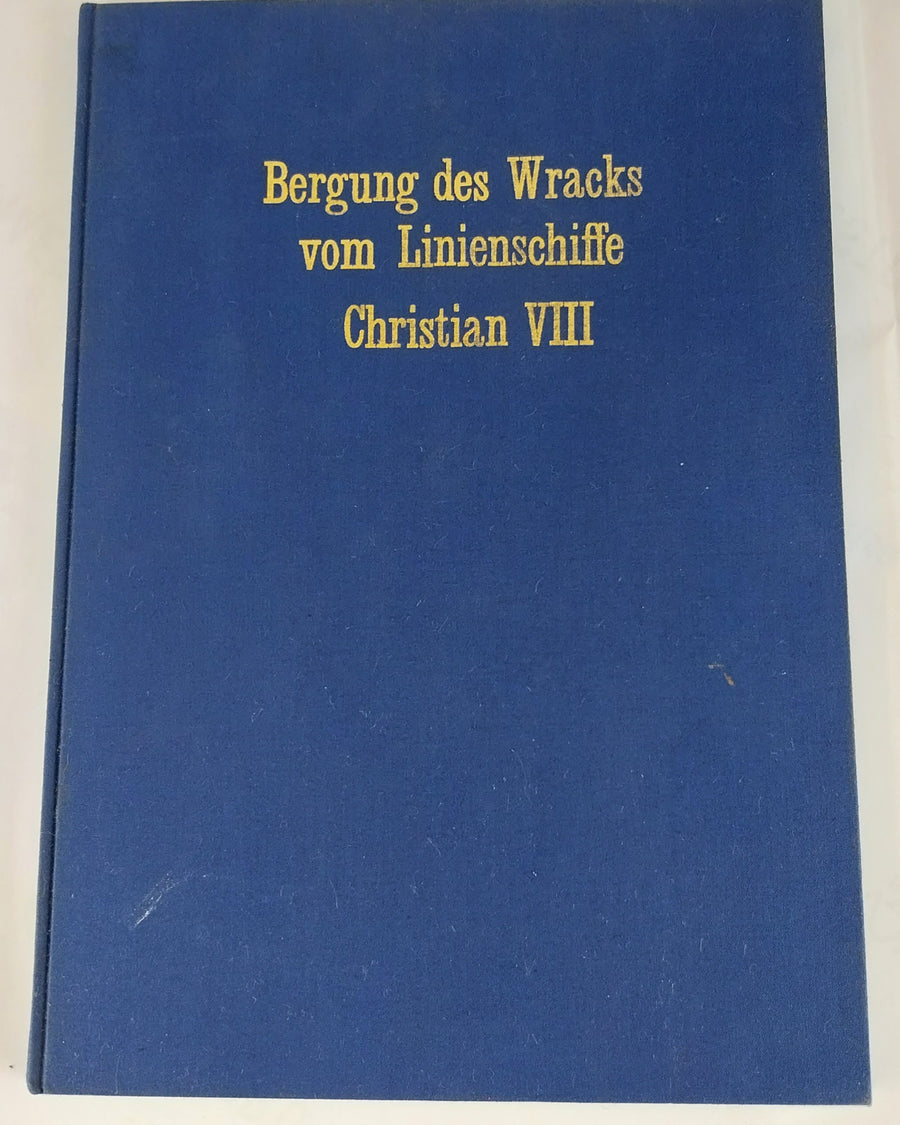 Bergung des Wracks
vom Linienschiffe
Christian VIII